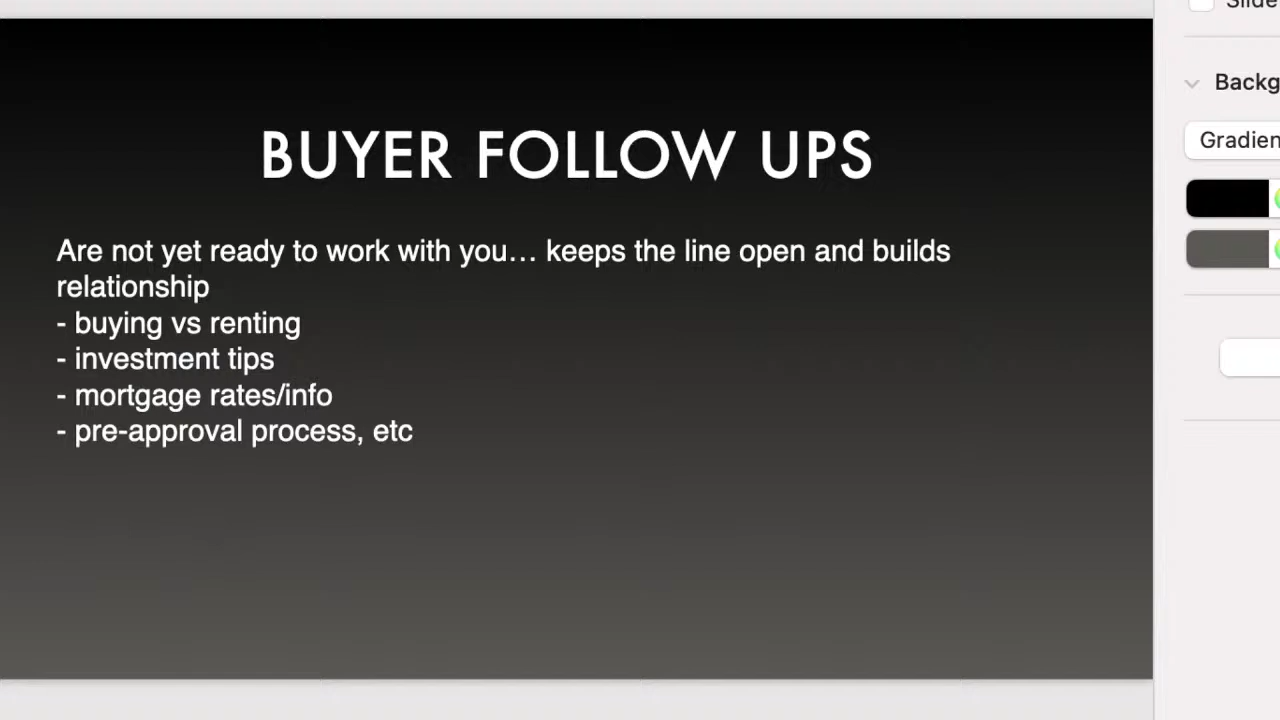 Slide
Backg
Gradien
BUYER FOLLOW UPS
Are not yet ready to work with you… keeps the line open and builds
relationship
- buying vs renting
- investment tips
- mortgage rates/info
- pre-approval process, etc